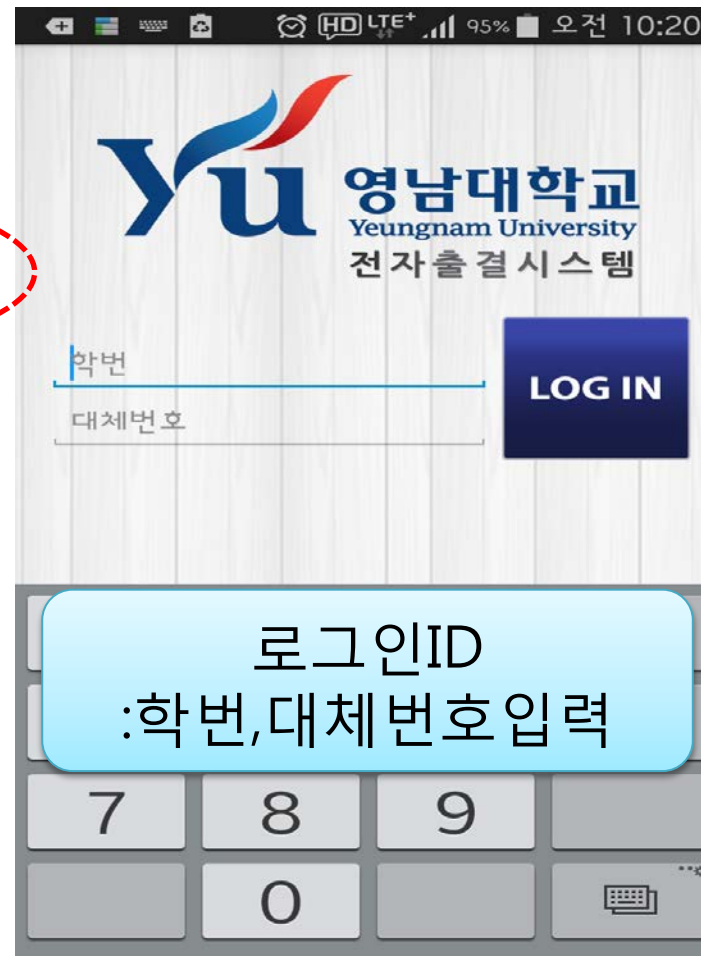 HD LTE+ 95% 오전 10:20
yu 영남대학교
Yeungnam University
전자출결시스템
학번
LOG IN
대체번호
로그인ID
:학번,대체번호입력
7 8 9
0